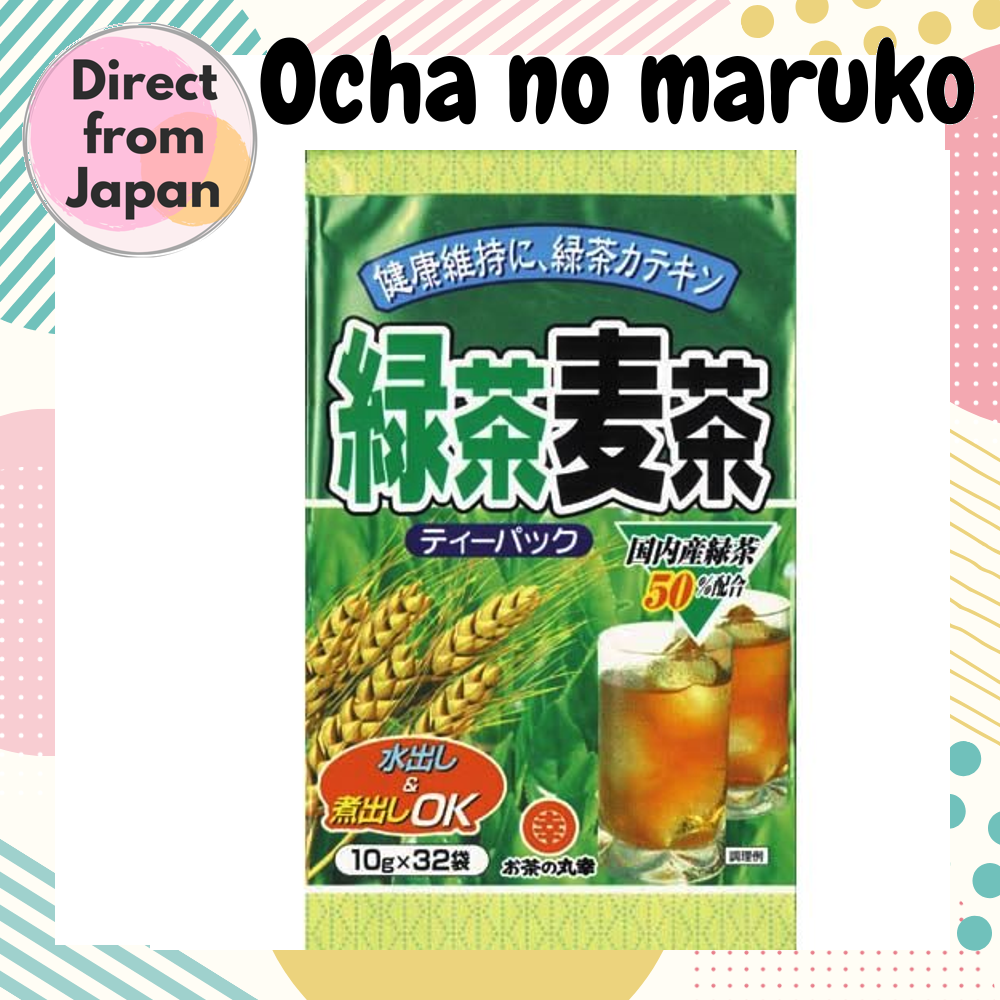 Direct
from
Japan
Ocha no maruko
健康維持に、緑茶カテキン
緑茶麦茶
ティーパック
国内産緑茶
50%配合
水出し
&
煮出しOK
10g×32袋
幸
お茶の丸幸
調理例